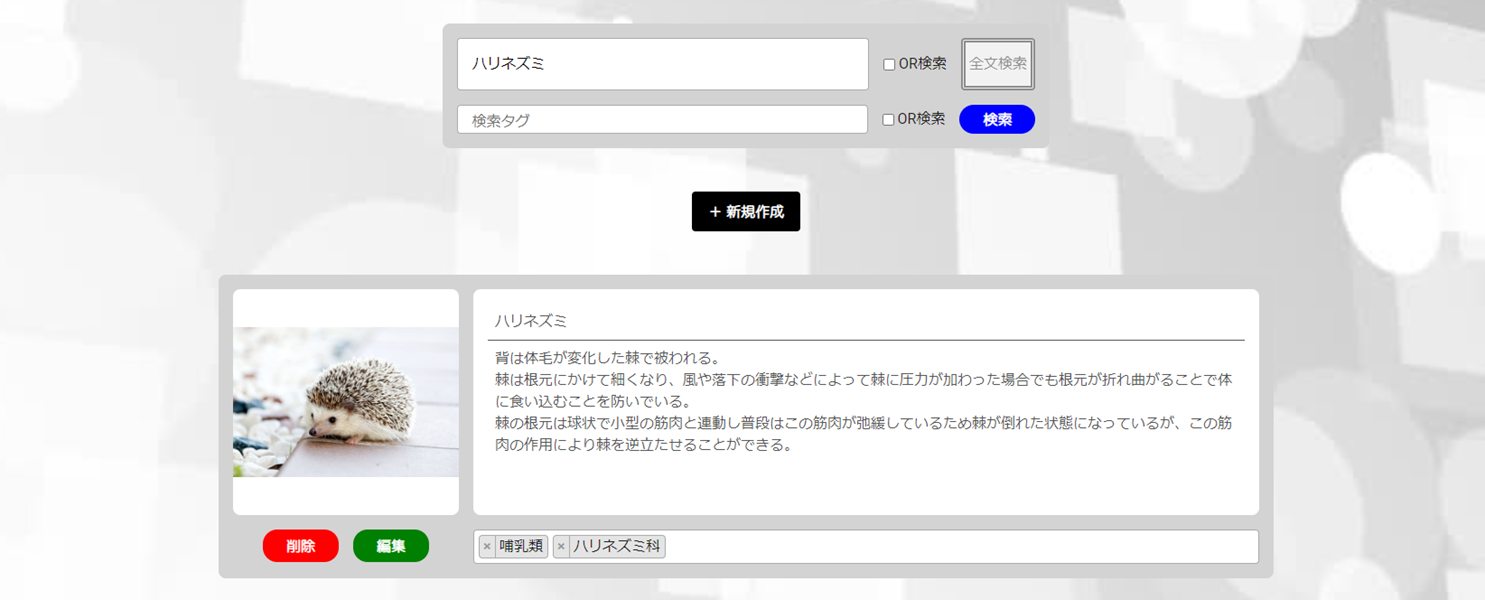 ハリネズミ
OR検索
全文検索
検索タグ
OR検索
検索
＋ 新規作成
ハリネズミ
背は体毛が変化した棘で被われる。
棘は根元にかけて細くなり、風や落下の衝撃などによって棘に圧力が加わった場合でも根元が折れ曲がることで体
に食い込むことを防いでいる。
棘の根元は球状で小型の筋肉と連動し普段はこの筋肉が弛緩しているため棘が倒れた状態になっているが、この筋
肉の作用により棘を逆立たせることができる。
削除
編集
× 哺乳類
× ハリネズミ科